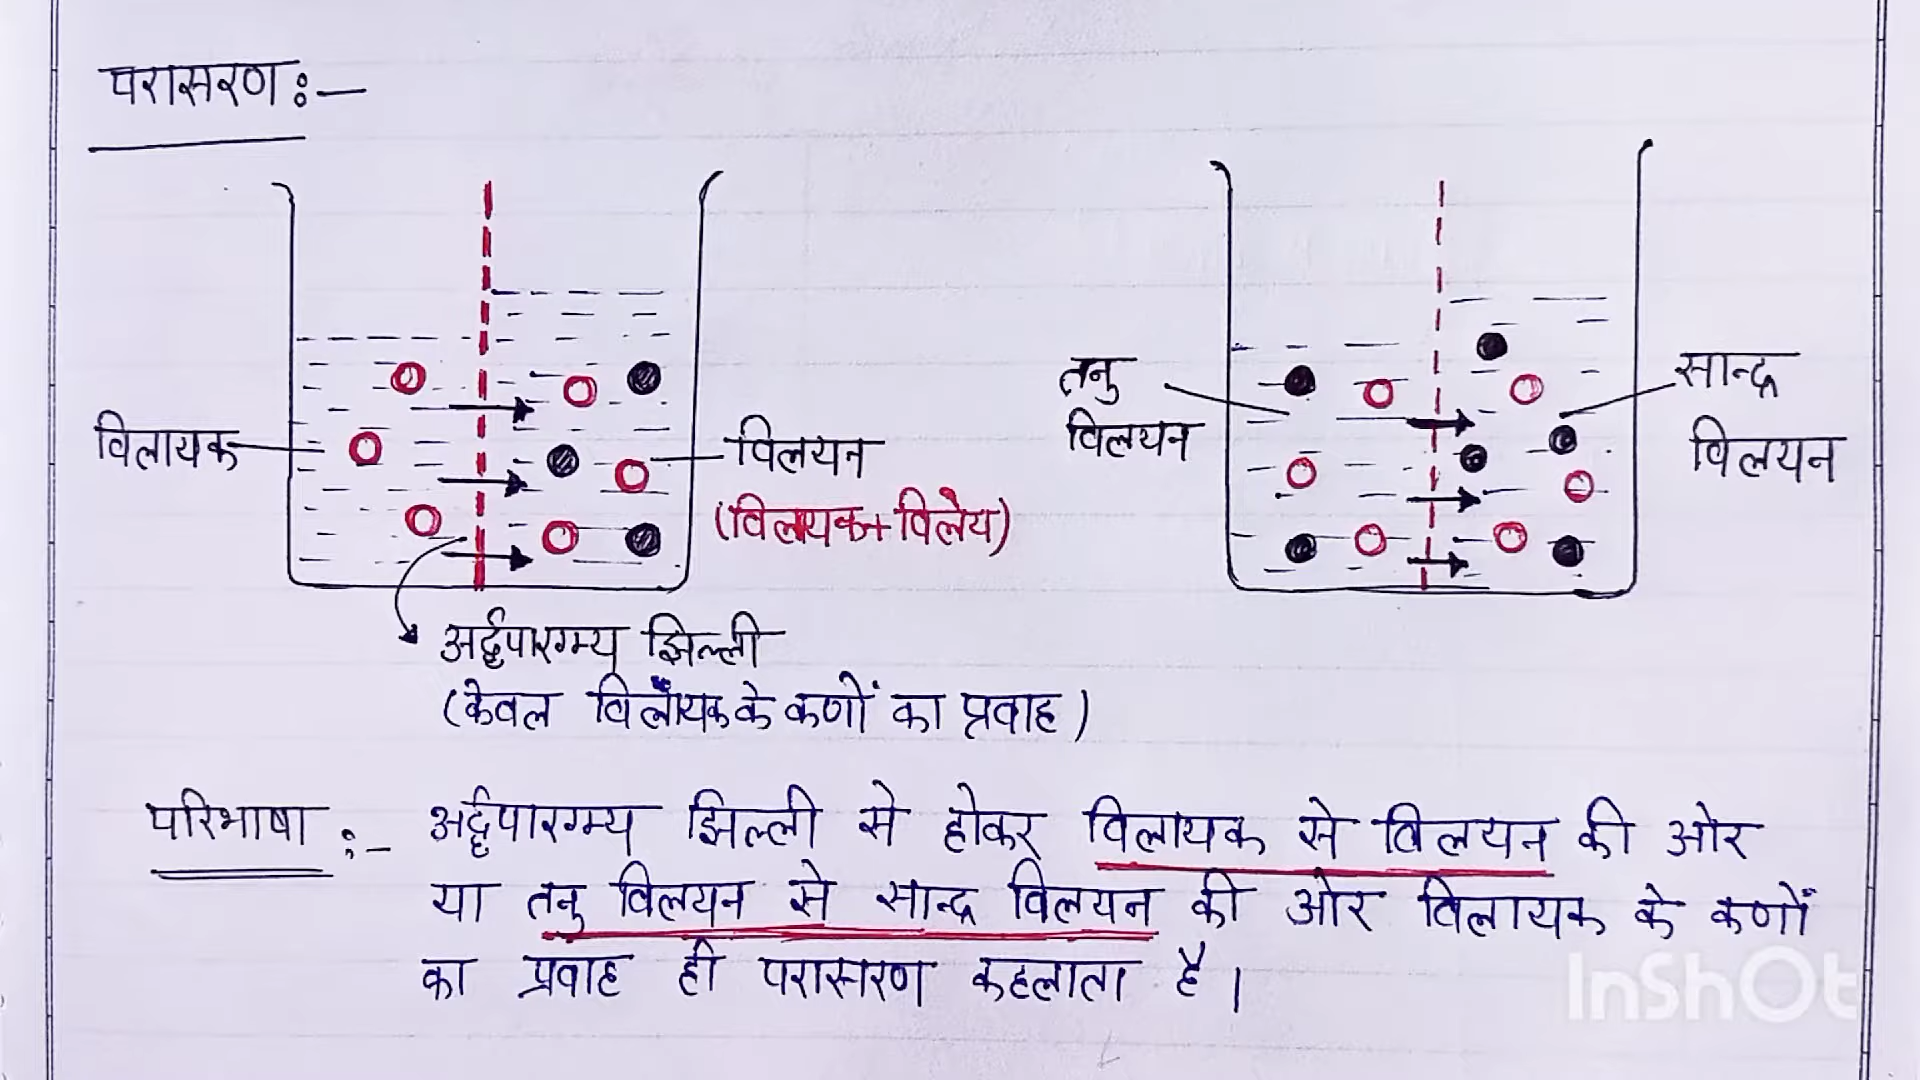 परासरण :-
विलायक
विलयन
(विलायक+विलेय)
तनु
विलयन
सान्द्र
विलयन
अर्द्धपारगम्य झिल्ली
(केवल विलायक के कणों का प्रवाह)
परिभाषा :- अर्द्धपारगम्य झिल्ली से होकर विलायक से विलयन की ओर
या तनु विलयन से सान्द्र विलयन की ओर विलायक के कणों
का प्रवाह ही परासरण कहलाता है।
InShOt